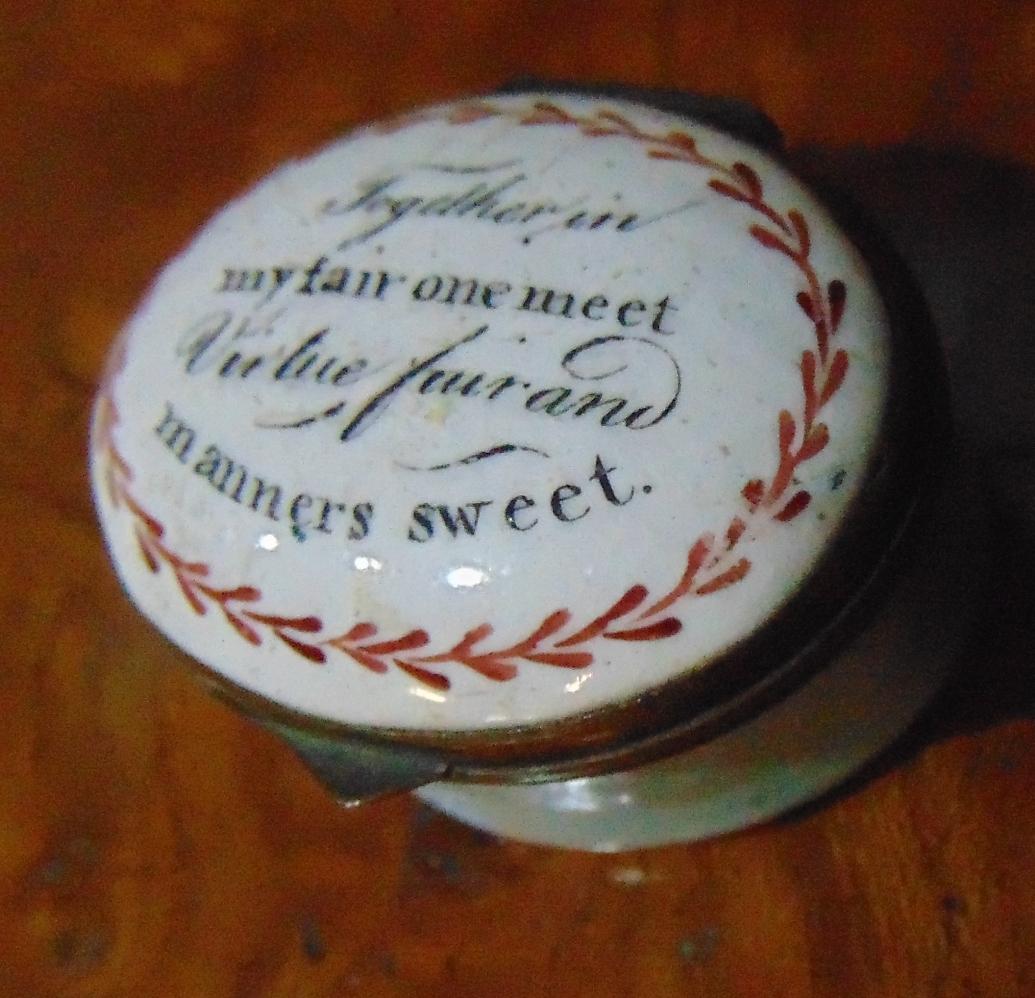 Together in
my fair one meet
Virtue fair and
manners sweet.